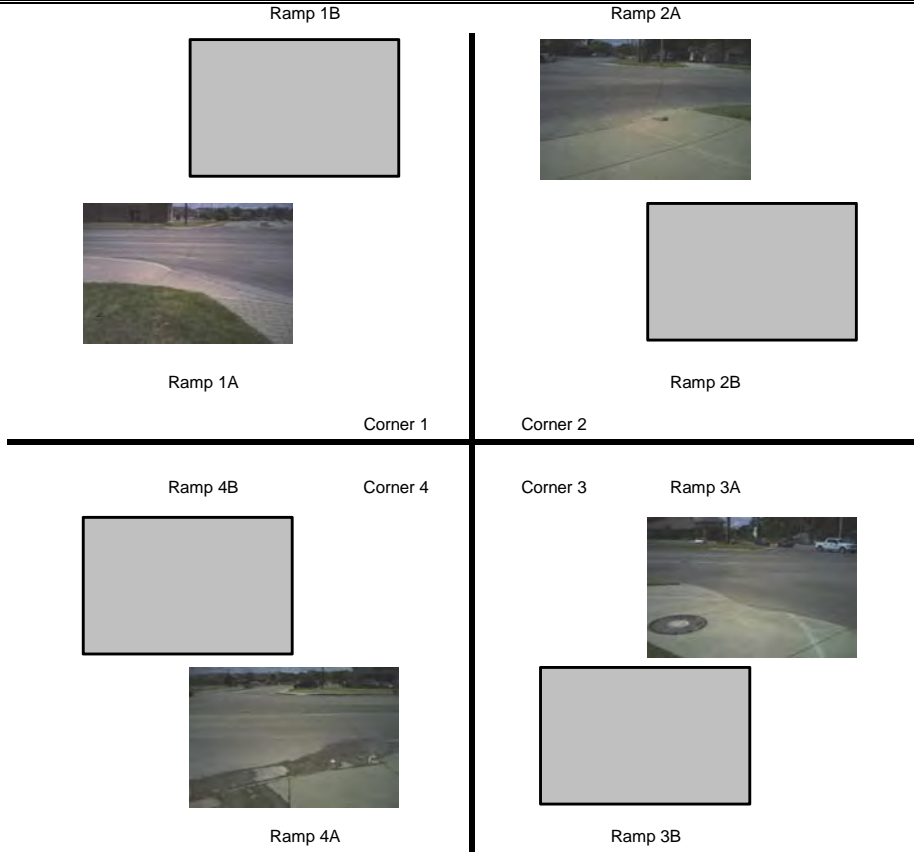 Ramp 1B
Ramp 2A
Ramp 1A
Ramp 2B
Corner 1
Corner 2
Ramp 4B
Corner 4
Corner 3
Ramp 3A
Ramp 4A
Ramp 3B